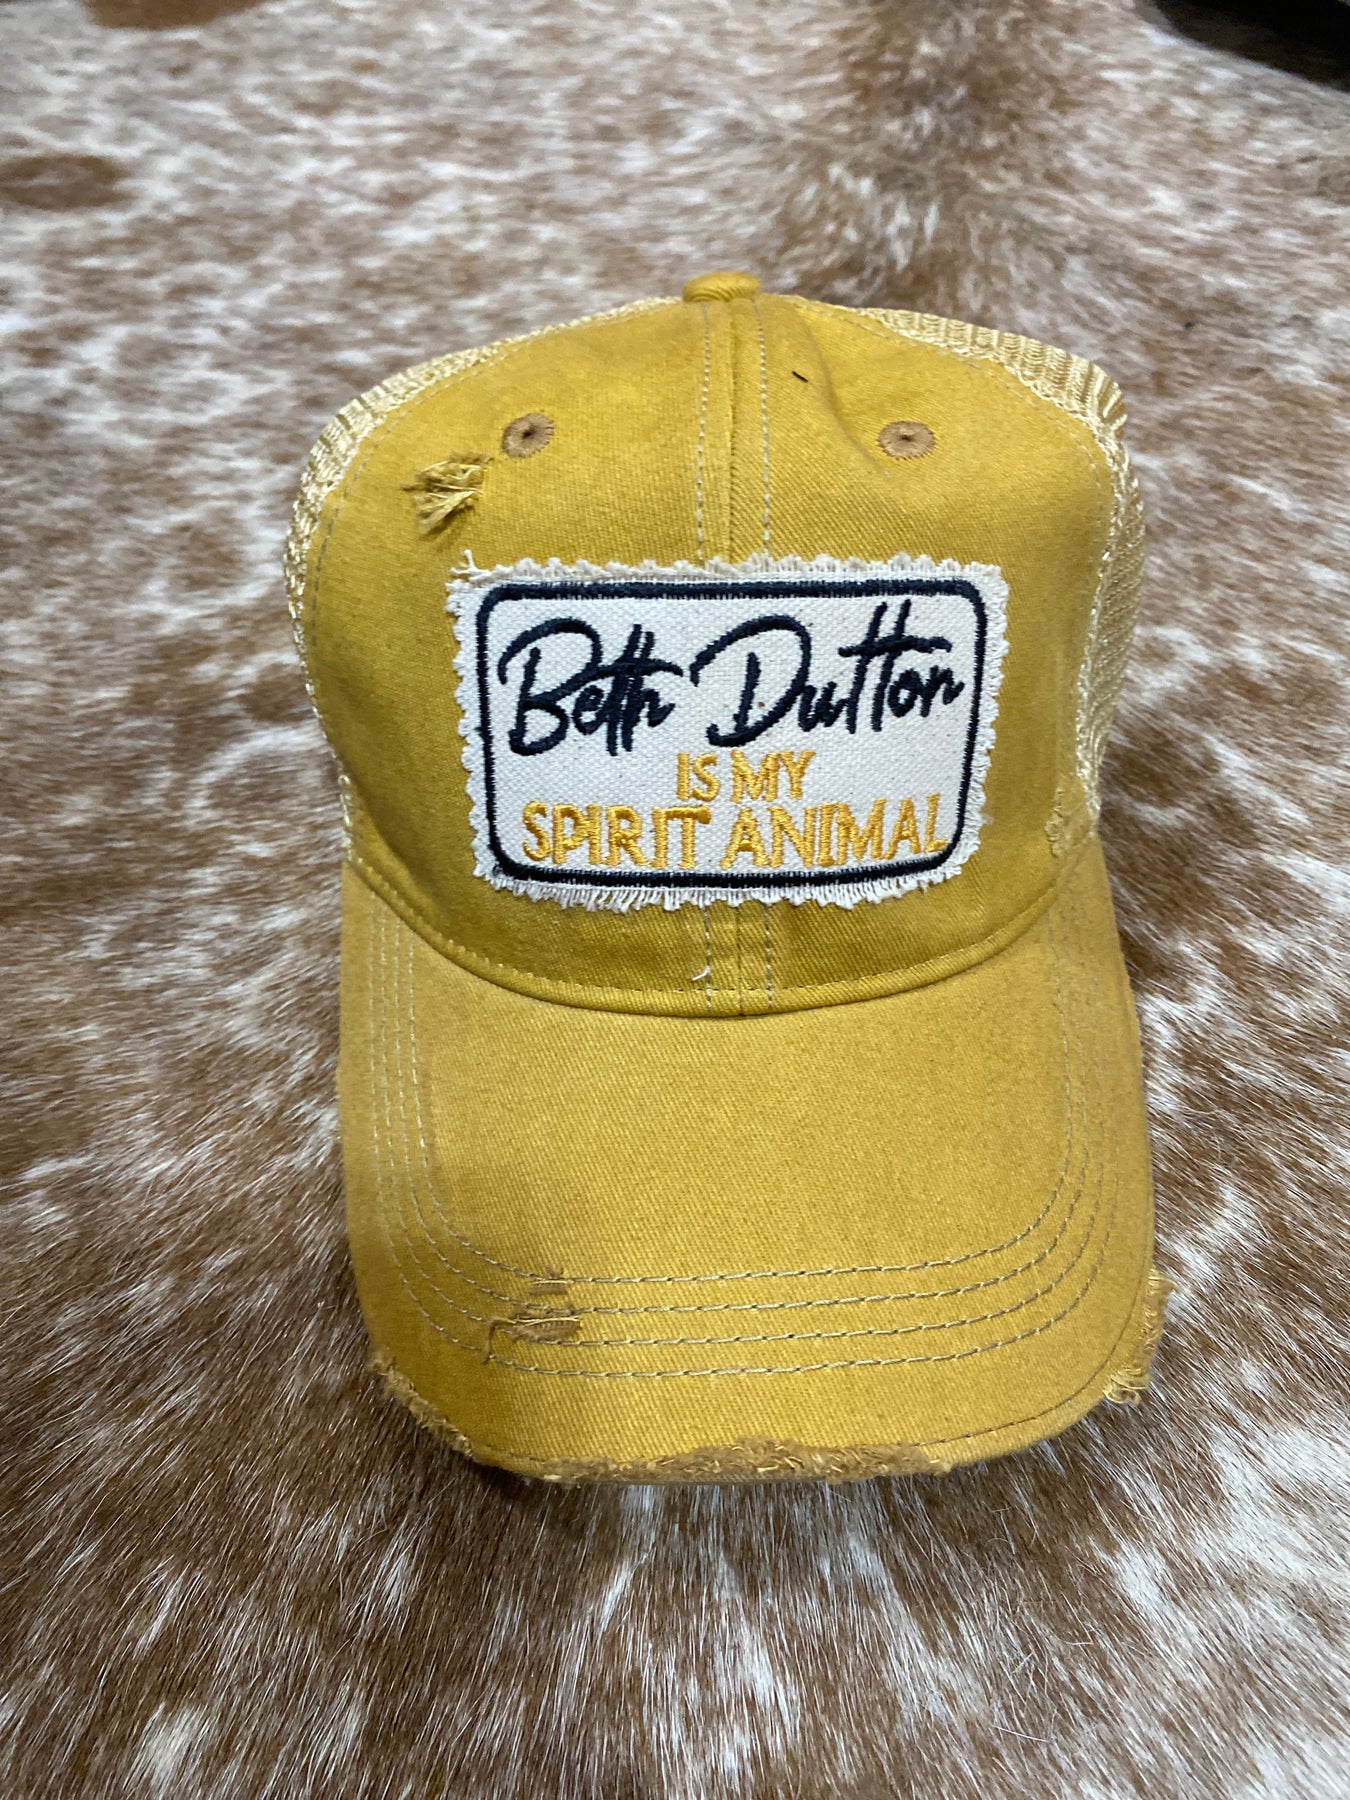 Beth Dutton
IS MY
SPIRIT ANIMAL